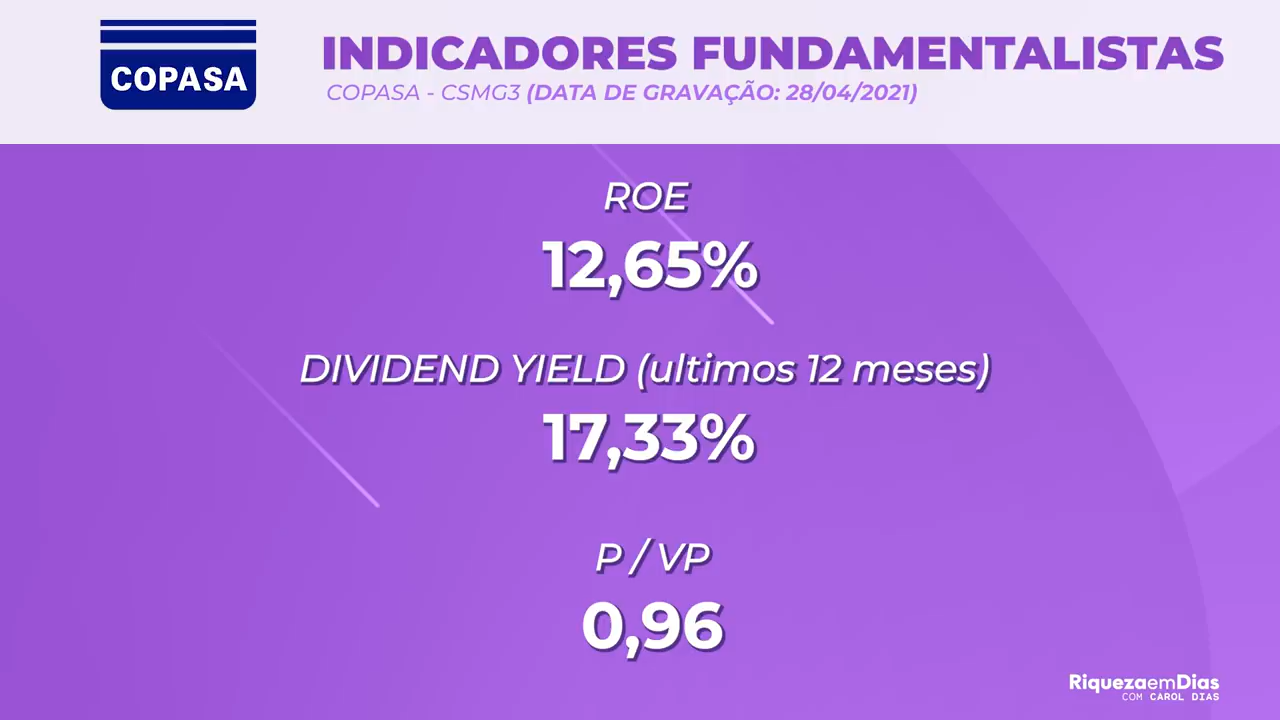 COPASA
INDICADORES FUNDAMENTALISTAS
COPASA - CSMG3 (DATA DE GRAVAÇÃO: 28/04/2021)
ROE
12,65%
DIVIDEND YIELD (ultimos 12 meses)
17,33%
P / VP
0,96
RiquezaemDias
COM CAROL DIAS